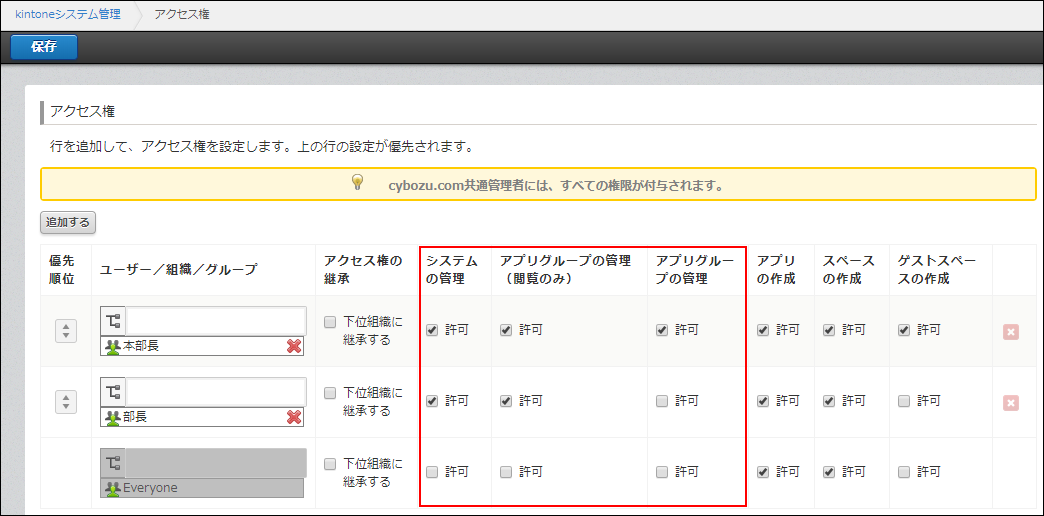 kintoneシステム管理 アクセス権
保存
アクセス権
行を追加して、アクセス権を設定します。上の行の設定が優先されます。
cybozu.com共通管理者には、すべての権限が付与されます。
追加する
優先順位 ユーザー／組織／グループ アクセス権の継承 システムの管理 アプリグループの管理（閲覧のみ） アプリグループの管理 アプリの作成 スペースの作成 ゲストスペースの作成
下位組織に継承する 許可 許可 許可 許可 許可 許可
本部長
下位組織に継承する 許可 許可 許可 許可 許可 許可
部長
下位組織に継承する 許可 許可 許可 許可 許可 許可
Everyone